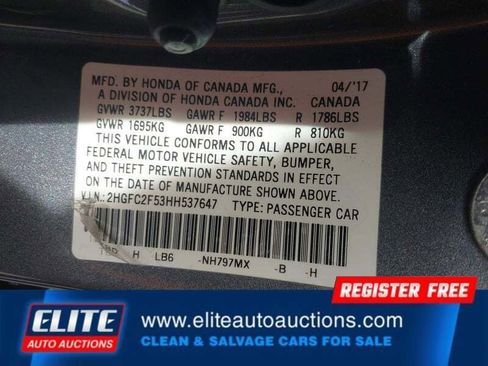 MFD. BY HONDA OF CANADA MFG., 04/'17
A DIVISION OF HONDA CANADA INC. CANADA
GVWR 3737LBS GAWR F 1984LBS R 1786LBS
GVWR 1695KG GAWR F 900KG R 810KG
THIS VEHICLE CONFORMS TO ALL APPLICABLE
FEDERAL MOTOR VEHICLE SAFETY, BUMPER,
AND THEFT PREVENTION STANDARDS IN EFFECT
ON THE DATE OF MANUFACTURE SHOWN ABOVE.
V.I.N.: 2HGFC2F53HH537647 TYPE: PASSENGER CAR
H LB6 -NH797MX -B -H
REGISTER FREE
ELITE
AUTO AUCTIONS
www.eliteautoauctions.com
CLEAN & SALVAGE CARS FOR SALE